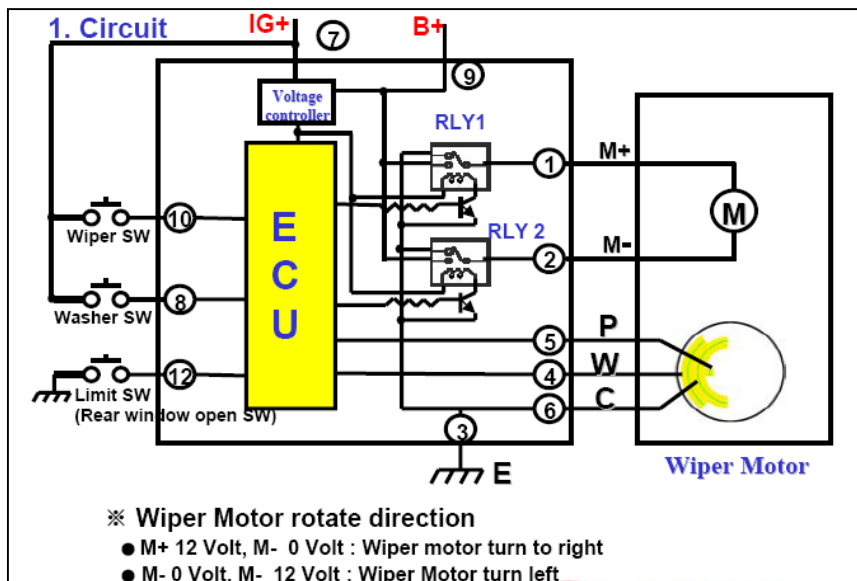 1. Circuit
IG+
B+
7
9
Voltage
controller
RLY1
1
M+
M
ECU
10
Wiper SW
RLY 2
2
M-
8
Washer SW
5
P
4
W
12
Limit SW
(Rear window open SW)
6
C
3
E
Wiper Motor
※ Wiper Motor rotate direction
● M+ 12 Volt, M- 0 Volt : Wiper motor turn to right
● M- 0 Volt, M- 12 Volt : Wiper Motor turn left